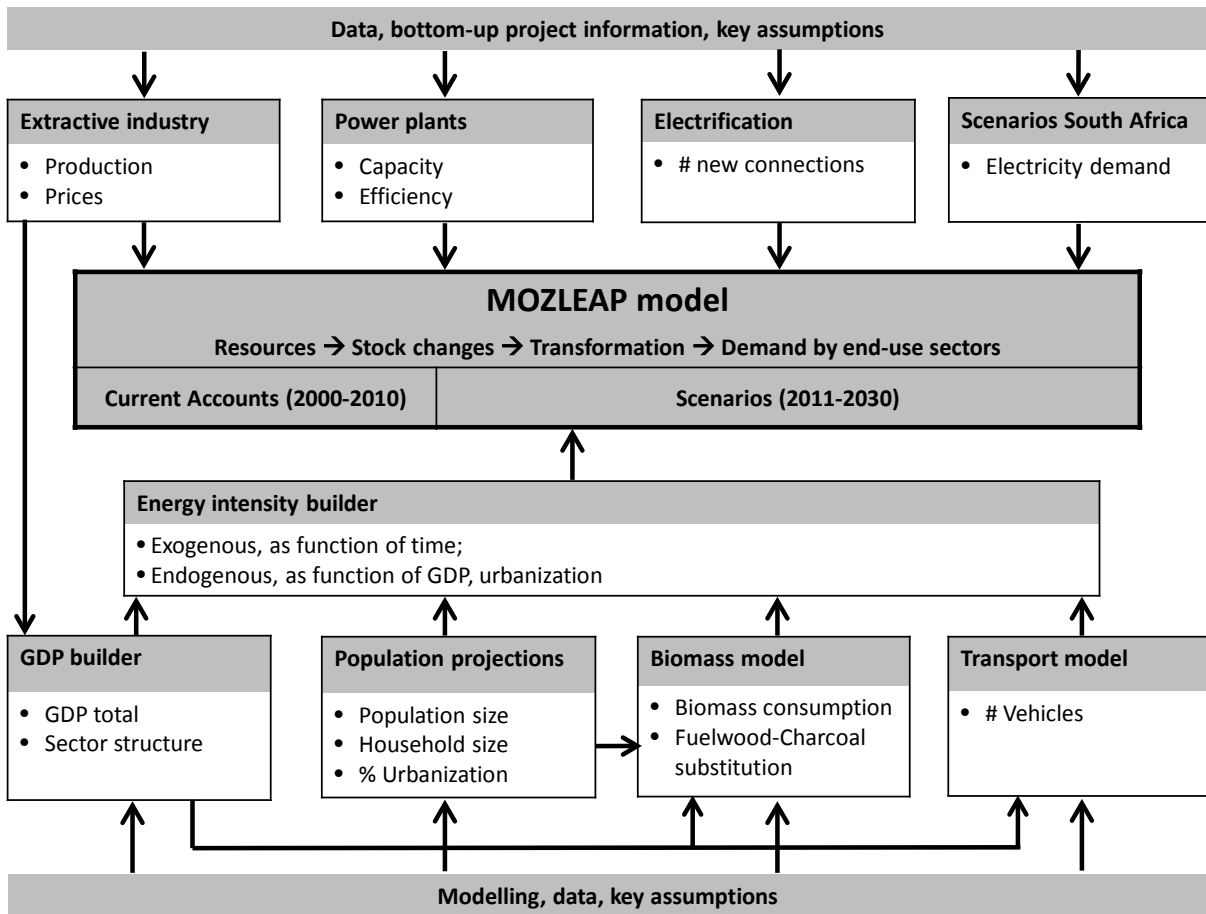 Data, bottom-up project information, key assumptions
Extractive industry
• Production
• Prices
Power plants
• Capacity
• Efficiency
Electrification
• # new connections
Scenarios South Africa
• Electricity demand
MOZLEAP model
Resources → Stock changes → Transformation → Demand by end-use sectors
Current Accounts (2000-2010)
Scenarios (2011-2030)
Energy intensity builder
• Exogenous, as function of time;
• Endogenous, as function of GDP, urbanization
GDP builder
• GDP total
• Sector structure
Population projections
• Population size
• Household size
• % Urbanization
Biomass model
• Biomass consumption
• Fuelwood-Charcoal
substitution
Transport model
• # Vehicles
Modelling, data, key assumptions